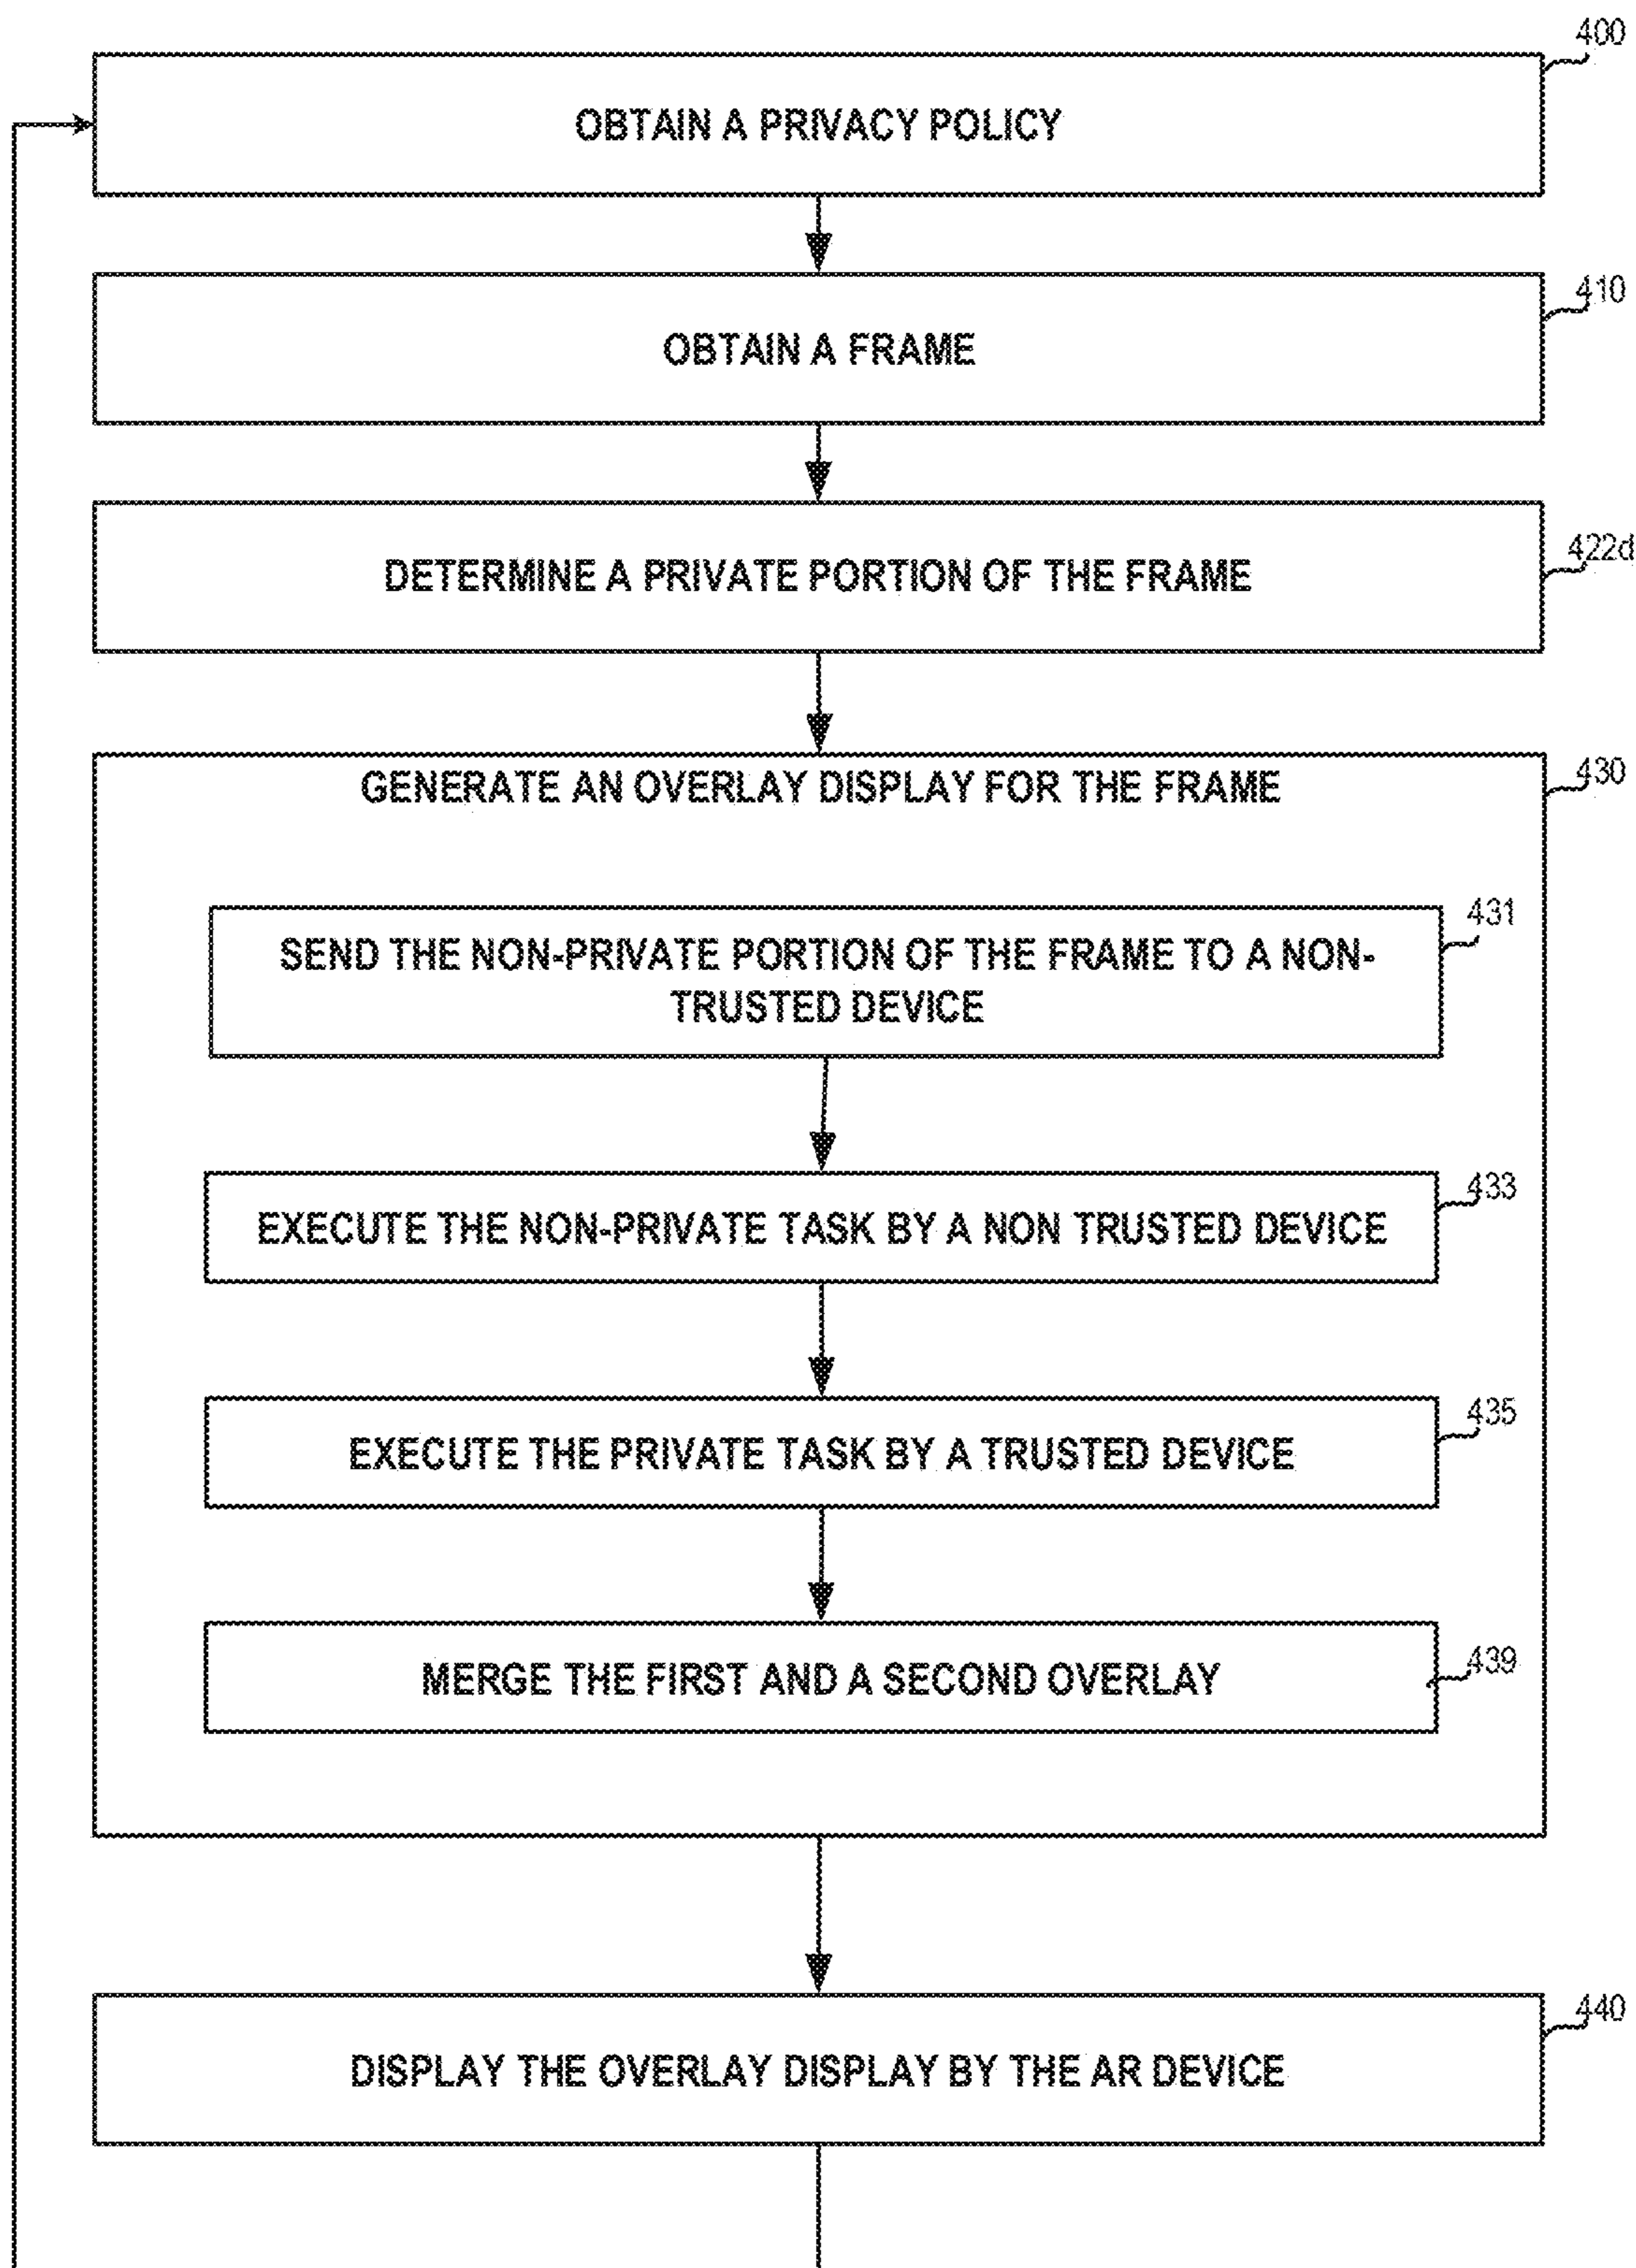 400
OBTAIN A PRIVACY POLICY
410
OBTAIN A FRAME
422d
DETERMINE A PRIVATE PORTION OF THE FRAME
430
GENERATE AN OVERLAY DISPLAY FOR THE FRAME
431
SEND THE NON-PRIVATE PORTION OF THE FRAME TO A NON-
TRUSTED DEVICE
433
EXECUTE THE NON-PRIVATE TASK BY A NON TRUSTED DEVICE
435
EXECUTE THE PRIVATE TASK BY A TRUSTED DEVICE
439
MERGE THE FIRST AND A SECOND OVERLAY
440
DISPLAY THE OVERLAY DISPLAY BY THE AR DEVICE